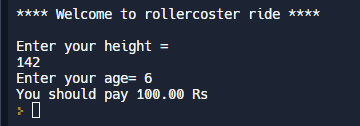 **** Welcome to rollercoster ride ****
Enter your height =
142
Enter your age= 6
You should pay 100.00 Rs
>